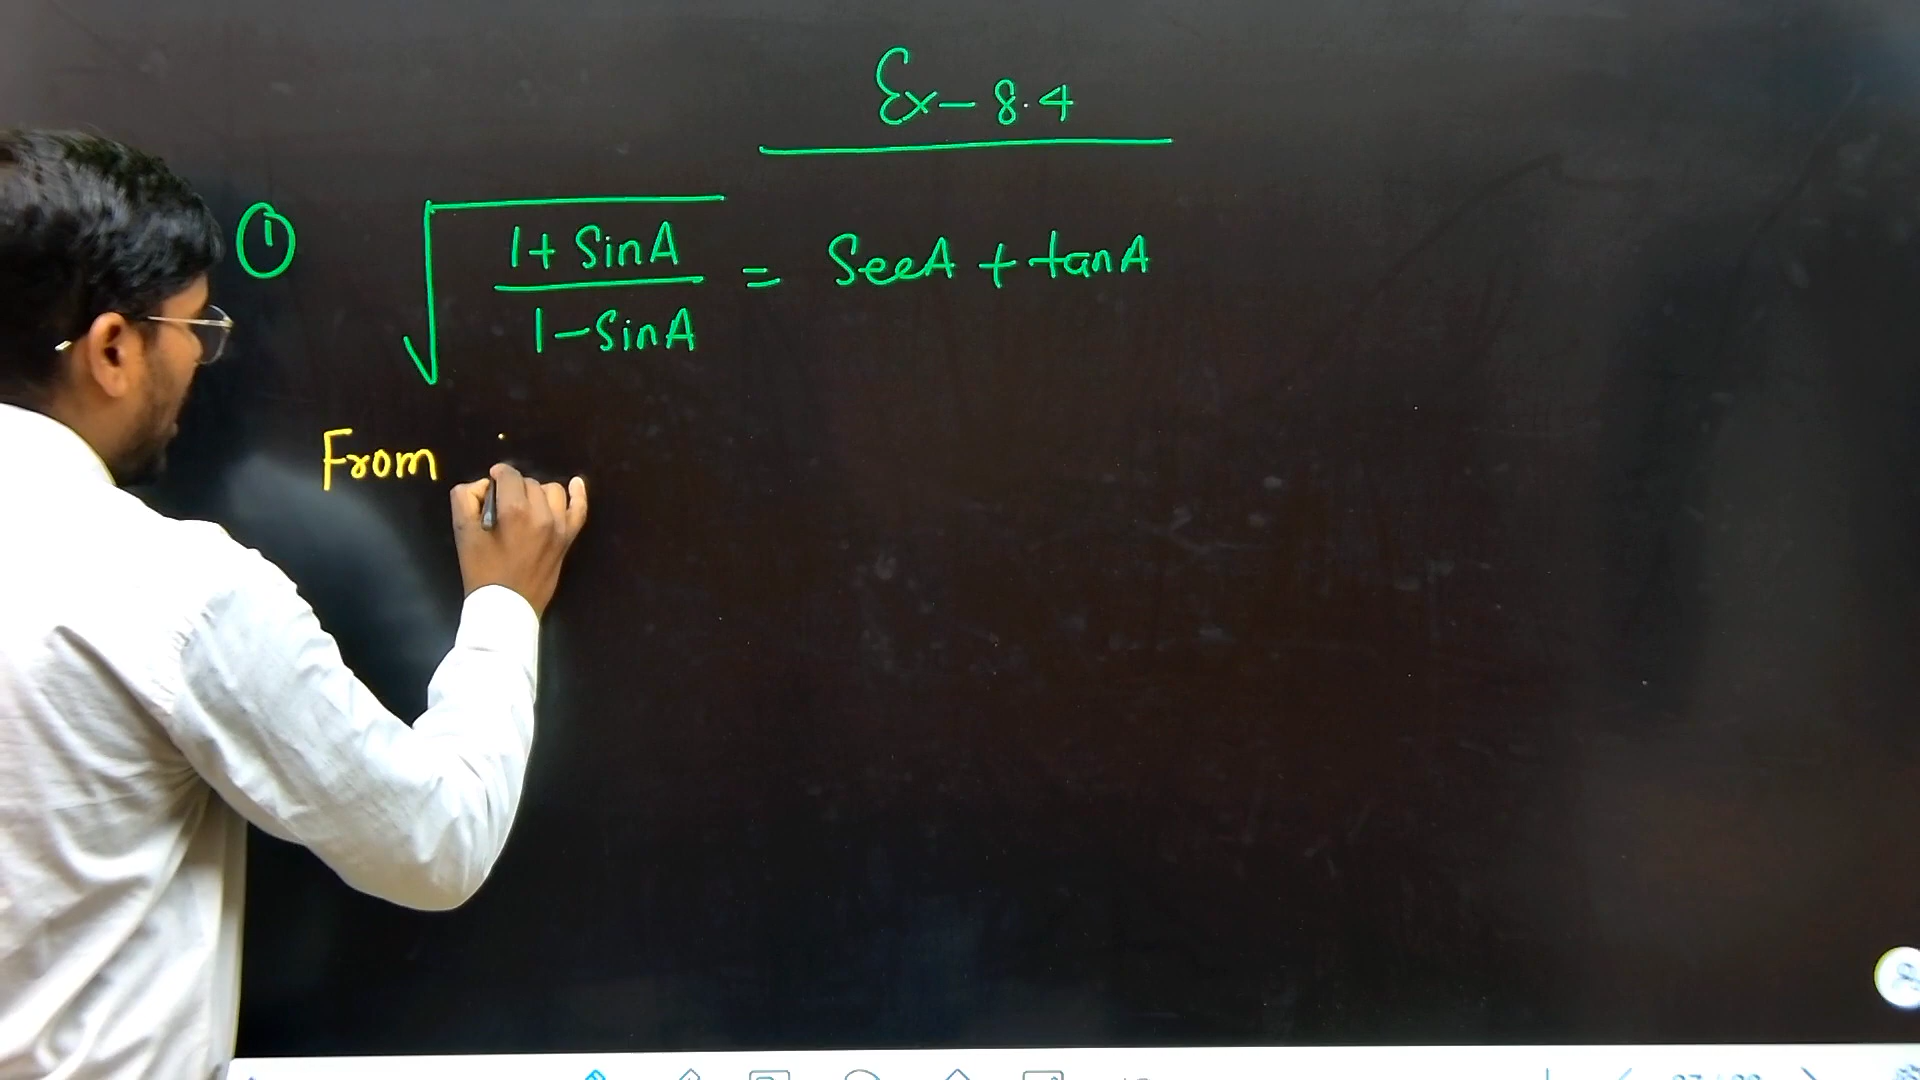 Ex - 8.4
① √((1 + SinA)/(1 - SinA)) = SecA + tanA
From